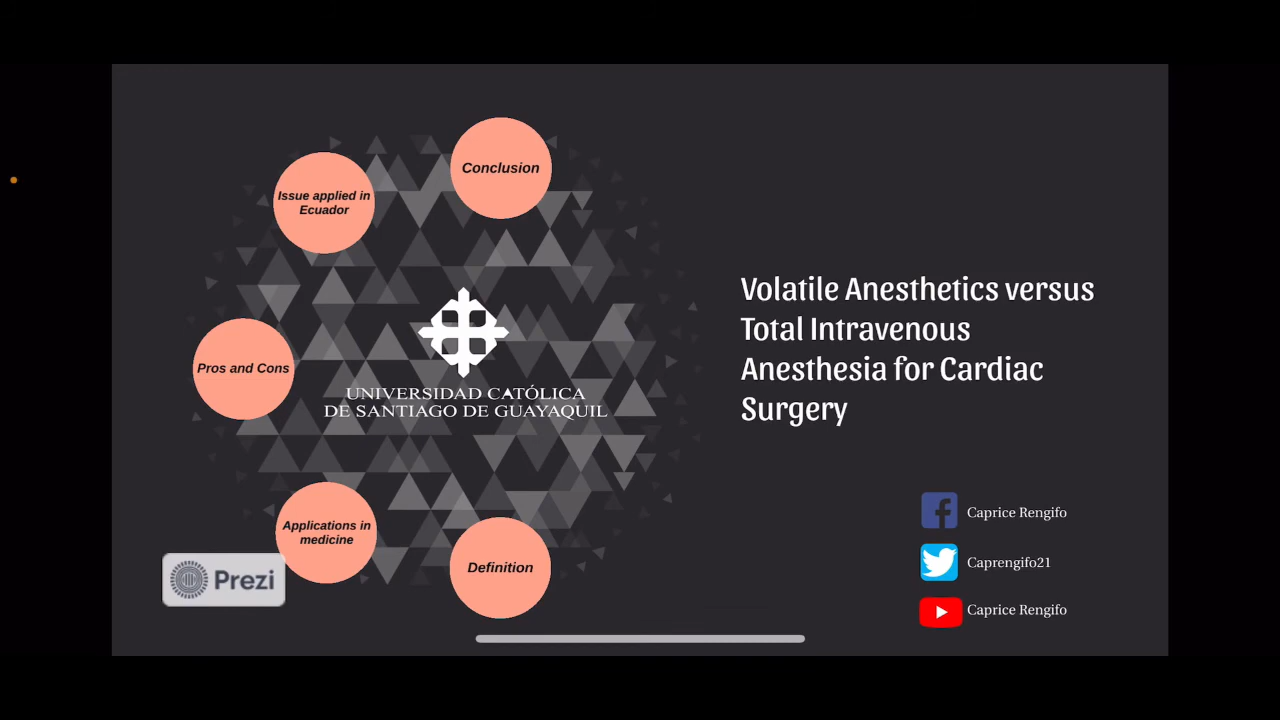 Conclusion
Issue applied in
Ecuador
Pros and Cons
Applications in
medicine
Definition
UNIVERSIDAD CATÓLICA
DE SANTIAGO DE GUAYAQUIL
Prezi
Volatile Anesthetics versus
Total Intravenous
Anesthesia for Cardiac
Surgery
Caprice Rengifo
Caprengifo21
Caprice Rengifo